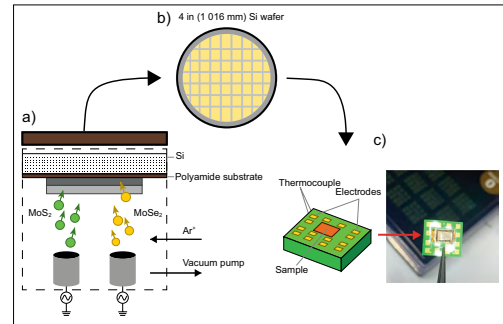 b)
4 in (1 016 mm) Si wafer
a)
Si
Polyamide substrate
MoS₂
MoSe₂
Ar⁺
Vacuum pump
c)
Thermocouple
Electrodes
Sample